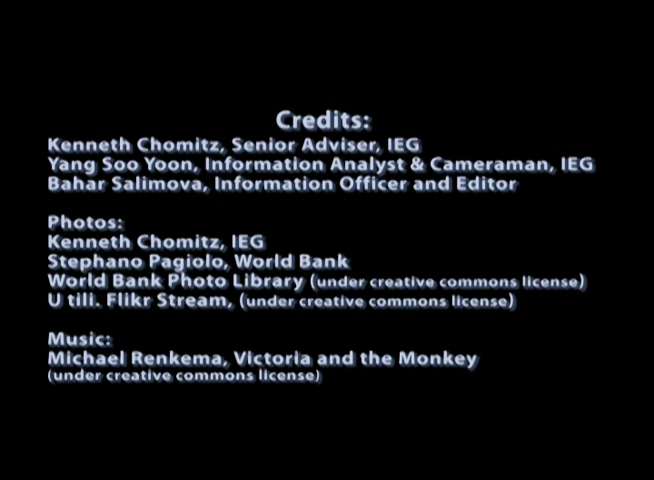 Credits:
Kenneth Chomitz, Senior Adviser, IEG
Yang Soo Yoon, Information Analyst & Cameraman, IEG
Bahar Salimova, Information Officer and Editor
Photos:
Kenneth Chomitz, IEG
Stephano Pagiolo, World Bank
World Bank Photo Library (under creative commons license)
U tili. Flikr Stream, (under creative commons license)
Music:
Michael Renkema, Victoria and the Monkey
(under creative commons license)